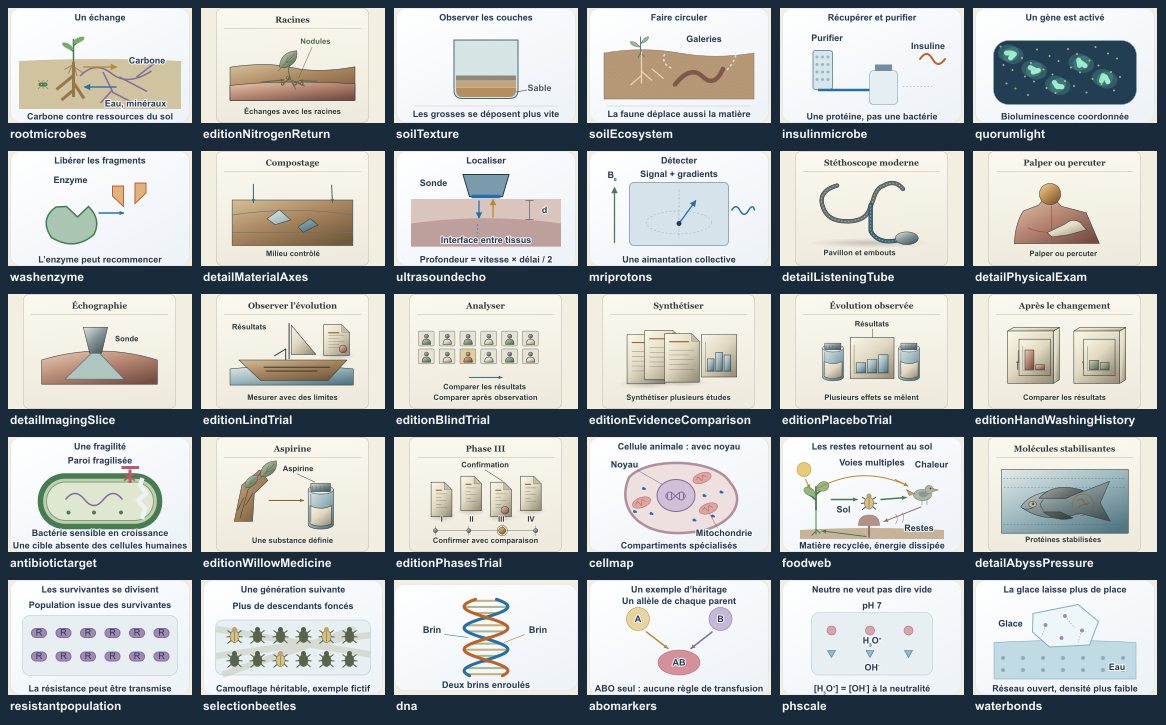 Un échange
Carbone
Eau, minéraux
Carbone contre ressources du sol
rootmicrobes
Racines
Nodules
Échanges avec les racines
editionNitrogenReturn
Observer les couches
Sable
Les grosses se déposent plus vite
soilTexture
Faire circuler
Galeries
La faune déplace aussi la matière
soilEcosystem
Récupérer et purifier
Purifier
Insuline
Une protéine, pas une bactérie
insulinmicrobe
Un gène est activé
Bioluminescence coordonnée
quorumlight
Libérer les fragments
Enzyme
L'enzyme peut recommencer
washenzyme
Compostage
Milieu contrôlé
detailMaterialAxes
Localiser
Sonde
d
Interface entre tissus
Profondeur = vitesse × délai / 2
ultrasoundecho
Détecter
Signal + gradients
B₀
Une aimantation collective
mriprotons
Stéthoscope moderne
Pavillon et embouts
detailListeningTube
Palper ou percuter
Palper ou percuter
detailPhysicalExam
Échographie
Sonde
detailImagingSlice
Observer l'évolution
Résultats
Mesurer avec des limites
editionLindTrial
Analyser
Comparer les résultats
Comparer après observation
editionBlindTrial
Synthétiser
Synthétiser plusieurs études
editionEvidenceComparison
Évolution observée
Résultats
Plusieurs effets se mêlent
editionPlaceboTrial
Après le changement
Comparer les résultats
editionHandWashingHistory
Une fragilité
Paroi fragilisée
Bactérie sensible en croissance
Une cible absente des cellules humaines
antibiotictarget
Aspirine
Aspirine
Une substance définie
editionWillowMedicine
Phase III
Confirmation
I II III IV
Confirmer avec comparaison
editionPhasesTrial
Cellule animale : avec noyau
Noyau
Mitochondrie
Compartiments spécialisés
cellmap
Les restes retournent au sol
Voies multiples
Chaleur
Sol
Restes
Matière recyclée, énergie dissipée
foodweb
Molécules stabilisantes
Protéines stabilisées
detailAbyssPressure
Les survivantes se divisent
Population issue des survivantes
R R R R R R
R R R R R R
La résistance peut être transmise
resistantpopulation
Une génération suivante
Plus de descendants foncés
Camouflage héritable, exemple fictif
selectionbeetles
Brin
Brin
Deux brins enroulés
dna
Un exemple d'héritage
Un allèle de chaque parent
A
B
AB
ABO seul : aucune règle de transfusion
abomarkers
Neutre ne veut pas dire vide
pH 7
H₃O⁺
OH⁻
[H₃O⁺] = [OH⁻] à la neutralité
phscale
La glace laisse plus de place
Glace
Eau
Réseau ouvert, densité plus faible
waterbonds